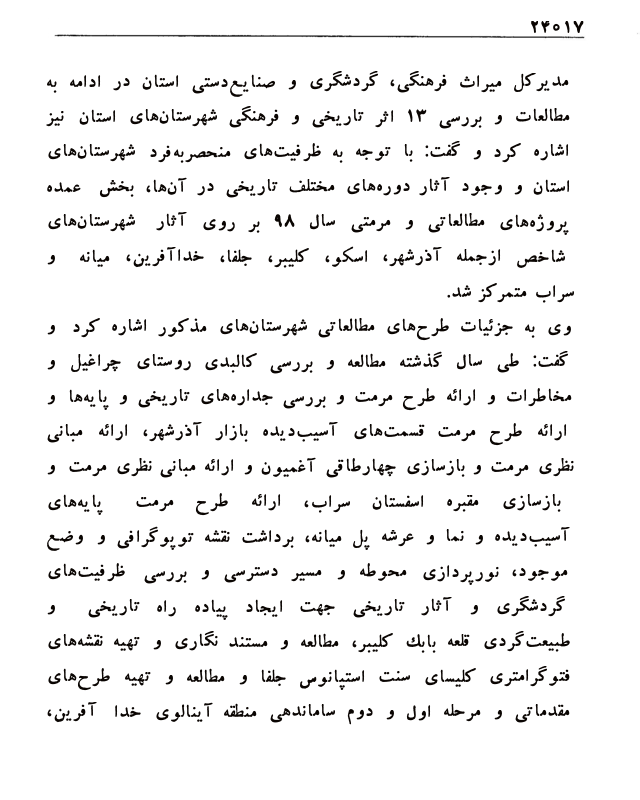 ۲۴۰۱۷
مدیرکل میراث فرهنگی، گردشگری و صنایع‌دستی استان در ادامه به
مطالعات و بررسی ۱۳ اثر تاریخی و فرهنگی شهرستان‌های استان نیز
اشاره کرد و گفت: با توجه به ظرفیت‌های منحصربه‌فرد شهرستان‌های
استان و وجود آثار دوره‌های مختلف تاریخی در آن‌ها، بخش عمده
پروژه‌های مطالعاتی و مرمتی سال ۹۸ بر روی آثار شهرستان‌های
شاخص ازجمله آذرشهر، اسکو، کلیبر، جلفا، خداآفرین، میانه و
سراب متمرکز شد.
وی به جزئیات طرح‌های مطالعاتی شهرستان‌های مذکور اشاره کرد و
گفت: طی سال گذشته مطالعه و بررسی کالبدی روستای چراغیل و
مخاطرات و ارائه طرح مرمت و بررسی جداره‌های تاریخی و پایه‌ها و
ارائه طرح مرمت قسمت‌های آسیب‌دیده بازار آذرشهر، ارائه مبانی
نظری مرمت و بازسازی چهارطاقی آغمیون و ارائه مبانی نظری مرمت و
بازسازی مقبره اسفستان سراب، ارائه طرح مرمت پایه‌های
آسیب‌دیده و نما و عرشه پل میانه، برداشت نقشه توپوگرافی و وضع
موجود، نورپردازی محوطه و مسیر دسترسی و بررسی ظرفیت‌های
گردشگری و آثار تاریخی جهت ایجاد پیاده راه تاریخی و
طبیعت‌گردی قلعه بابك کلیبر، مطالعه و مستند نگاری و تهیه نقشه‌های
فتوگرامتری کلیسای سنت استپانوس جلفا و مطالعه و تهیه طرح‌های
مقدماتی و مرحله اول و دوم ساماندهی منطقه آینالوی خدا آفرین،